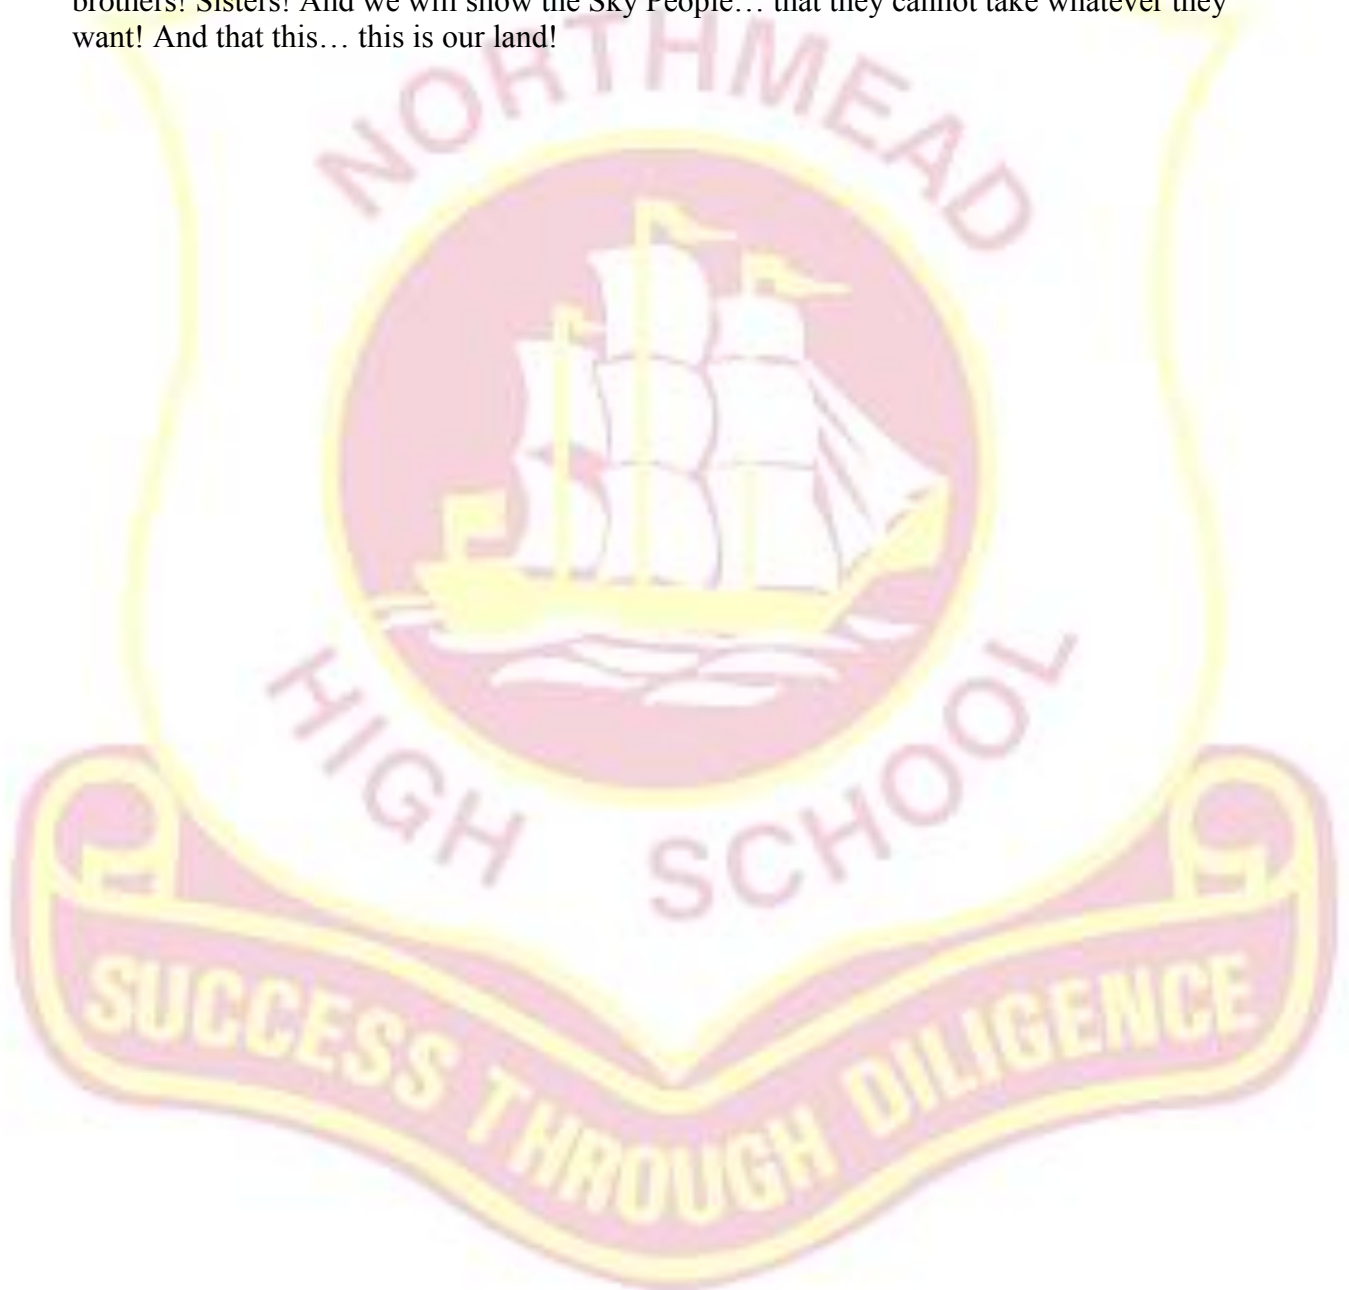 brothers! Sisters! And we will show the Sky People… that they cannot take whatever they
want! And that this… this is our land!
NORTHMEAD
HIGH SCHOOL
SUCCESS THROUGH DILIGENCE